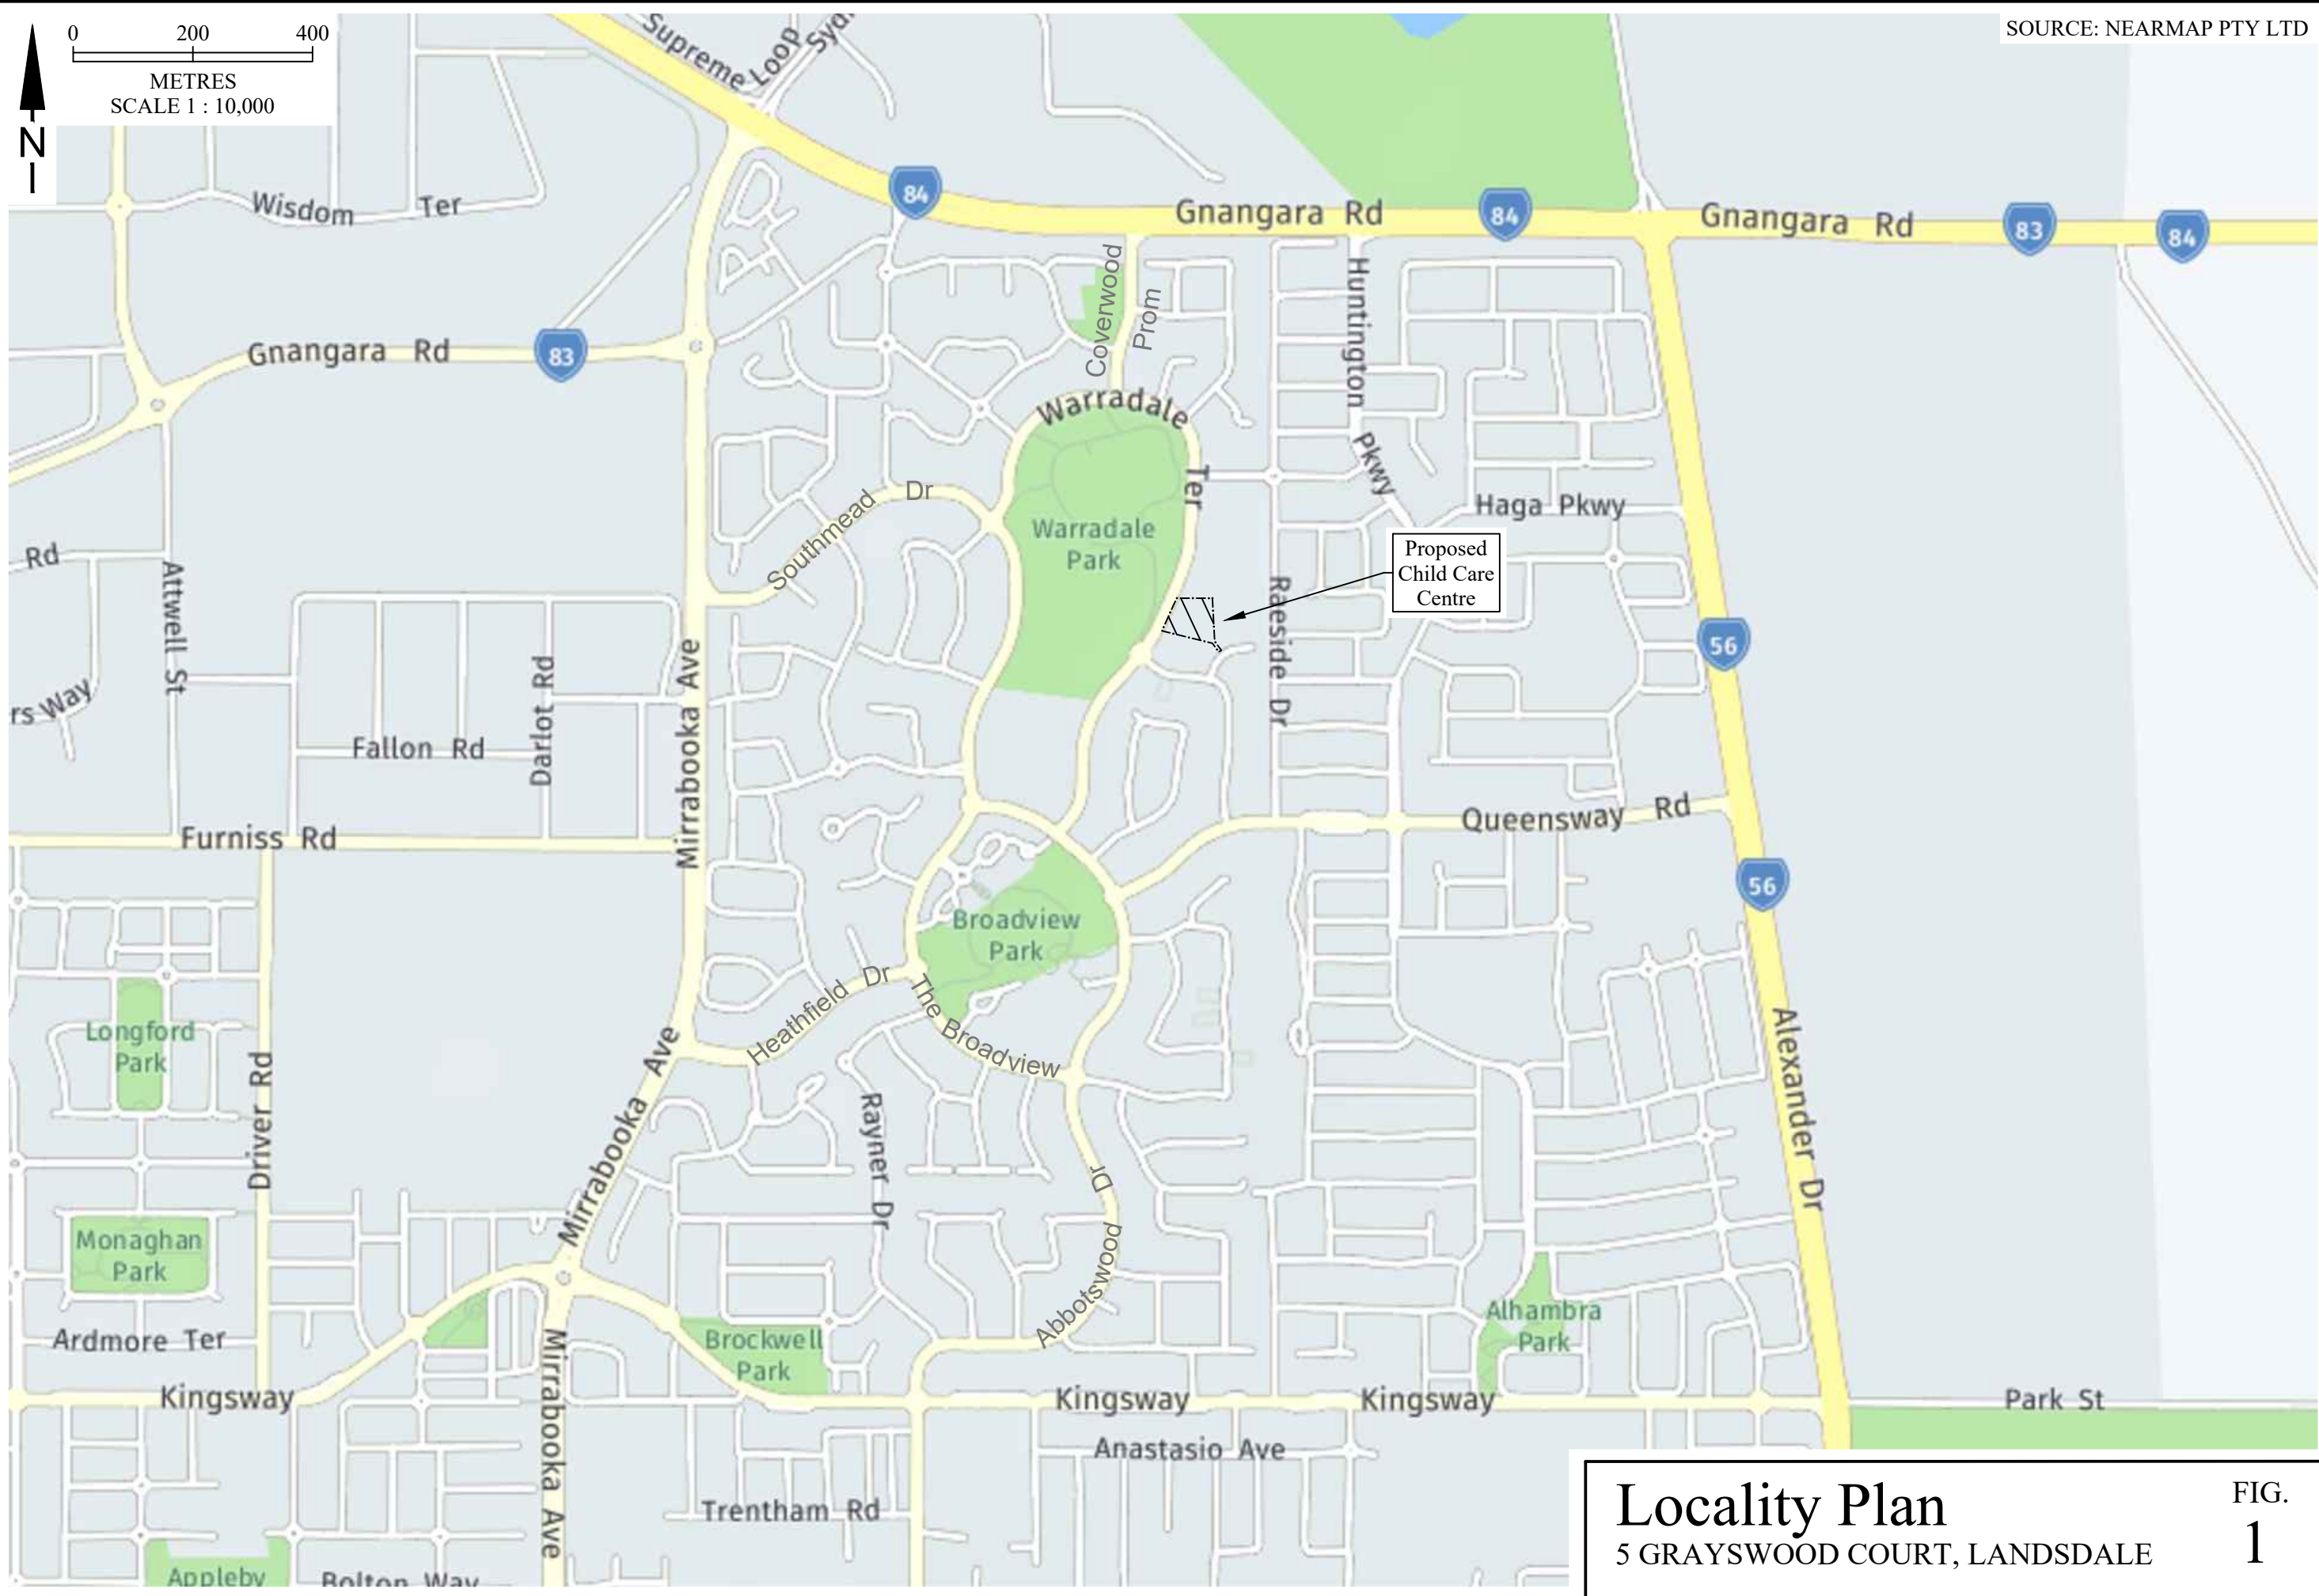 0 200 400
METRES
SCALE 1 : 10,000
N
SOURCE: NEARMAP PTY LTD
Supreme Loop
Wisdom Ter
84
Gnangara Rd
84
Gnangara Rd
83
84
Coverwood
Prom
Huntington
Pkwy
Gnangara Rd
83
Warradale
Ter
Southmead Dr
Haga Pkwy
Warradale
Park
Proposed
Child Care
Centre
Rd
Attwell St
Raeside Dr
56
rs Way
Darlot Rd
Mirrabooka Ave
Fallon Rd
Queensway Rd
Furniss Rd
56
Broadview
Park
Heathfield Dr
The Broadview
Longford
Park
Driver Rd
Mirrabooka Ave
Alexander Dr
Rayner Dr
Dr
Abbotswood
Monaghan
Park
Ardmore Ter
Brockwell
Park
Alhambra
Park
Kingsway
Kingsway
Kingsway
Park St
Mirrabooka Ave
Anastasio Ave
Trentham Rd
Appleby
Bolton Way
Locality Plan
5 GRAYSWOOD COURT, LANDSDALE
FIG.
1